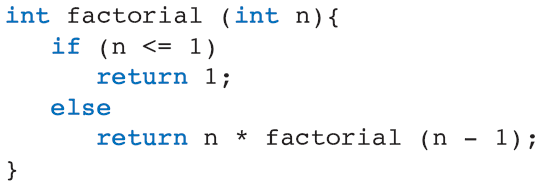 int factorial (int n){
   if (n <= 1)
      return 1;
   else
      return n * factorial (n - 1);
}